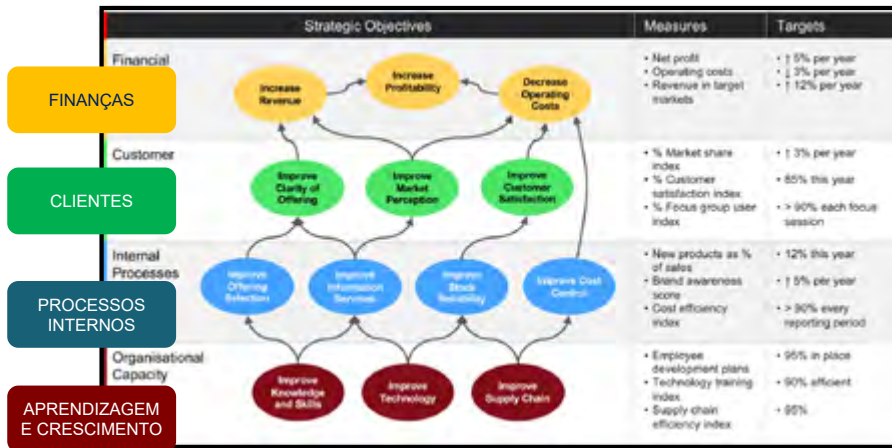 Strategic Objectives
Measures
Targets
Financial
FINANÇAS
Increase
Revenue
Increase
Profitability
Decrease
Operating
Costs
• Net profit
• Operating costs
• Revenue in target
markets
• ↑ 5% per year
• ↓ 3% per year
• ↑ 12% per year
Customer
CLIENTES
Improve
Clarity of
Offering
Improve
Market
Perception
Improve
Customer
Satisfaction
• % Market share
index
• % Customer
satisfaction index
• % Focus group user
index
• ↑ 3% per year
• 85% this year
• > 90% each focus
session
Internal
Processes
PROCESSOS
INTERNOS
Improve
Offering
Selection
Improve
Information
Services
Improve
Stock
Reliability
Improve Cost
Control
• New products as %
of sales
• Brand awareness
score
• Cost efficiency
index
• 12% this year
• ↑ 5% per year
• > 90% every
reporting period
Organisational
Capacity
APRENDIZAGEM
E CRESCIMENTO
Improve
Knowledge
and Skills
Improve
Technology
Improve
Supply Chain
• Employee
development plans
• Technology training
index
• Supply chain
efficiency index
• 95% in place
• 90% efficient
• 95%